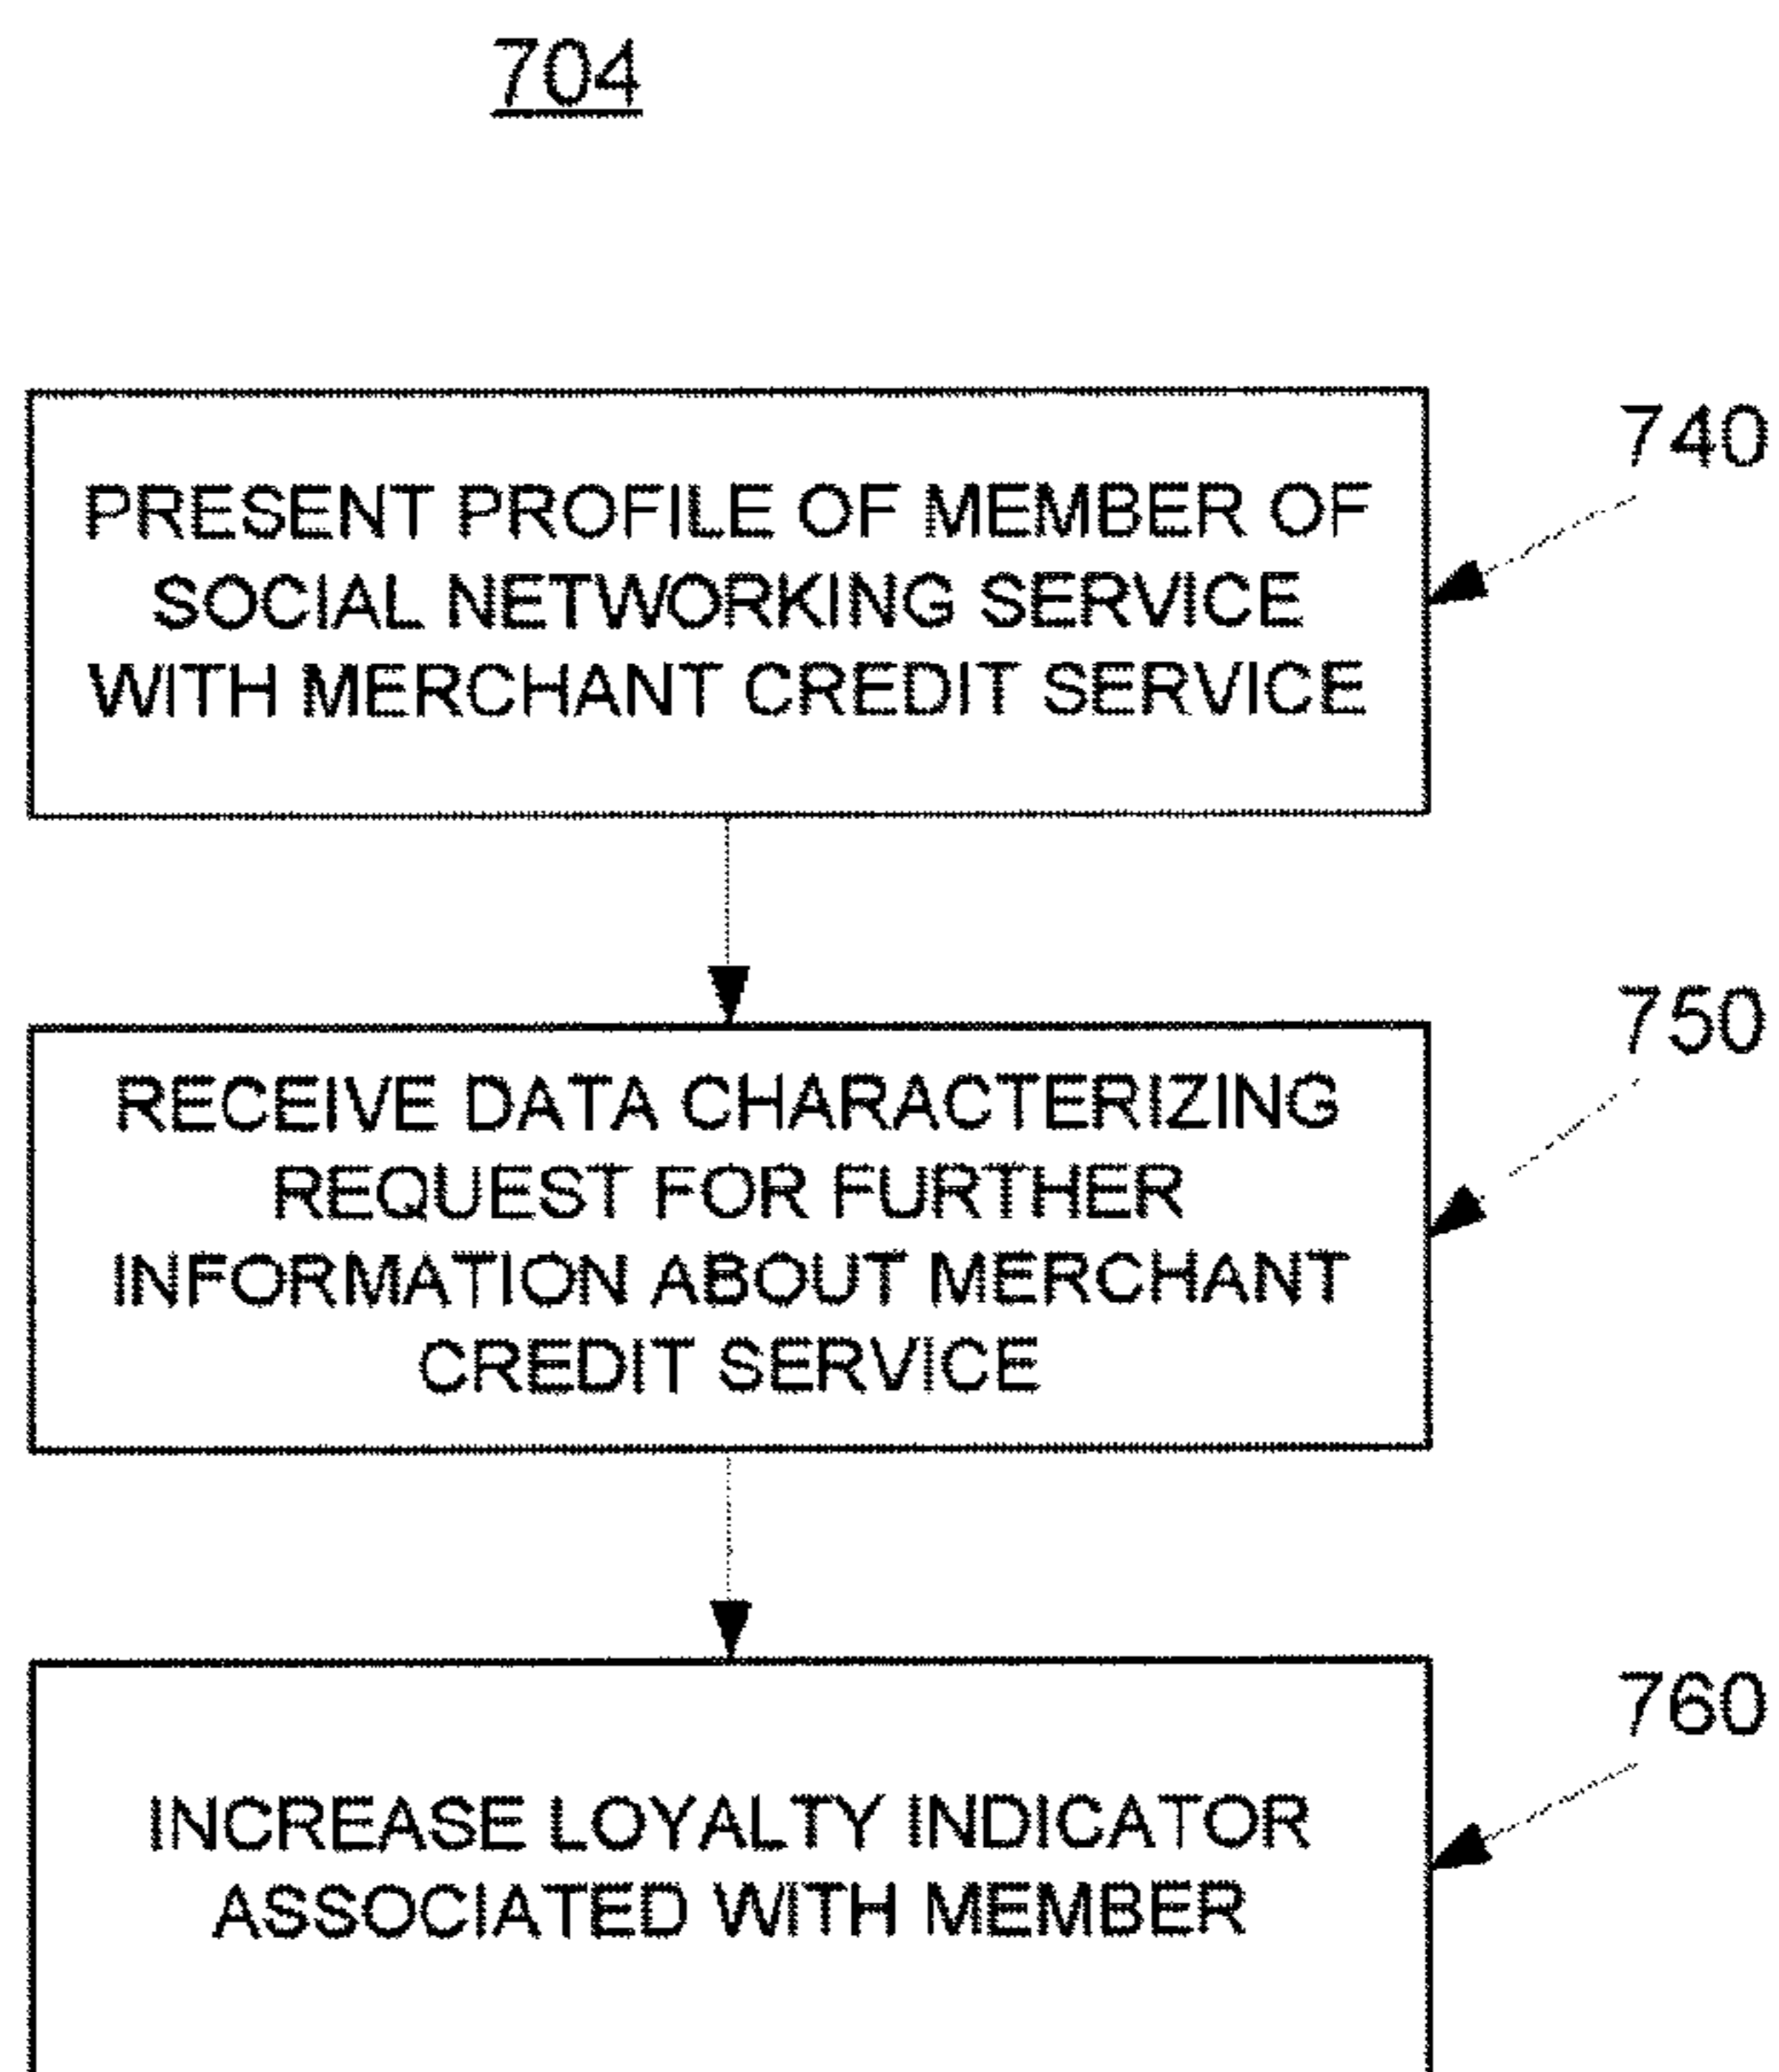 704
740
PRESENT PROFILE OF MEMBER OF
SOCIAL NETWORKING SERVICE
WITH MERCHANT CREDIT SERVICE
750
RECEIVE DATA CHARACTERIZING
REQUEST FOR FURTHER
INFORMATION ABOUT MERCHANT
CREDIT SERVICE
760
INCREASE LOYALTY INDICATOR
ASSOCIATED WITH MEMBER